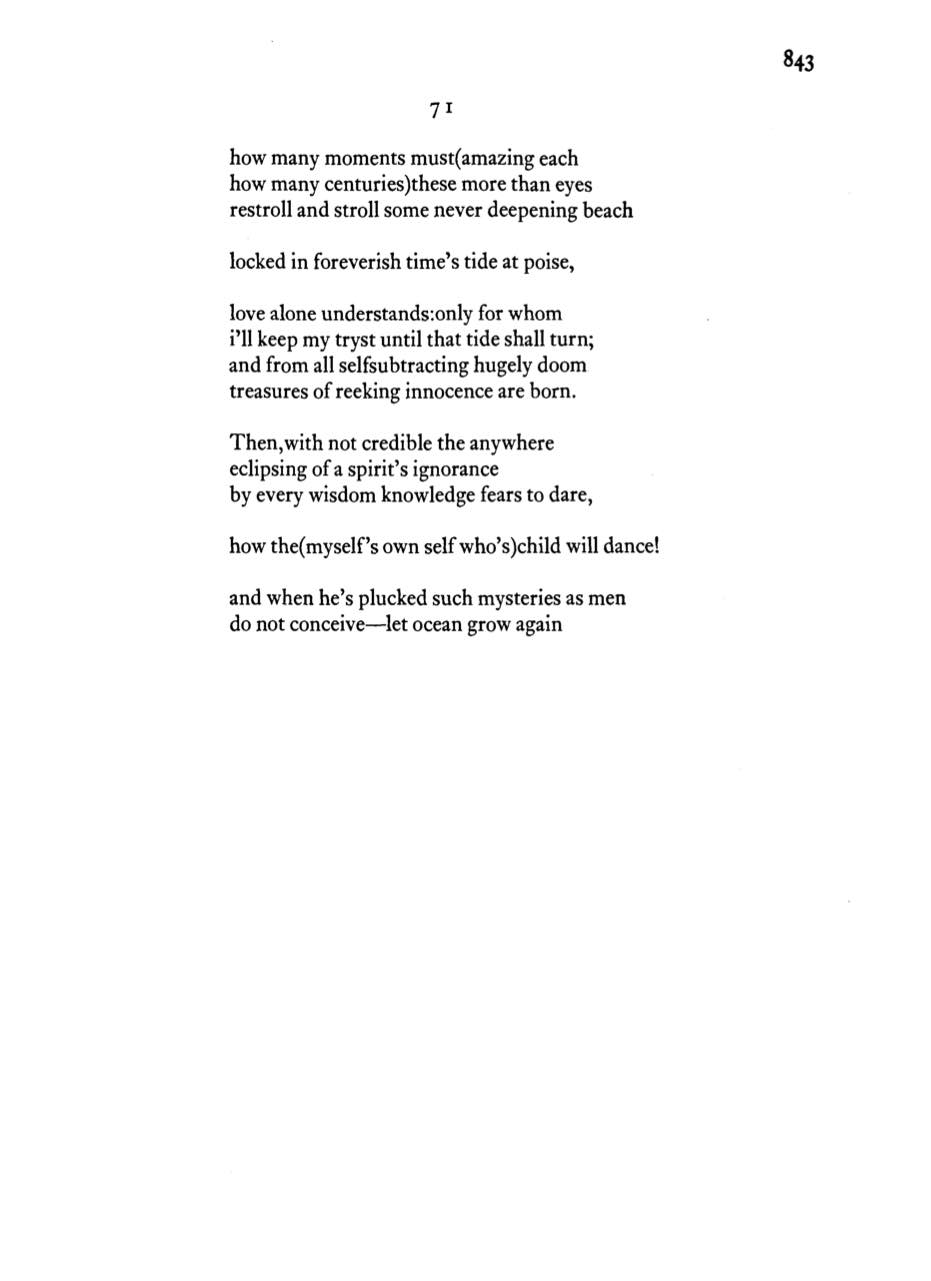 843
71
how many moments must(amazing each
how many centuries)these more than eyes
restroll and stroll some never deepening beach
locked in foreverish time's tide at poise,
love alone understands:only for whom
i'll keep my tryst until that tide shall turn;
and from all selfsubtracting hugely doom
treasures of reeking innocence are born.
Then,with not credible the anywhere
eclipsing of a spirit's ignorance
by every wisdom knowledge fears to dare,
how the(myself's own self who's)child will dance!
and when he's plucked such mysteries as men
do not conceive—let ocean grow again